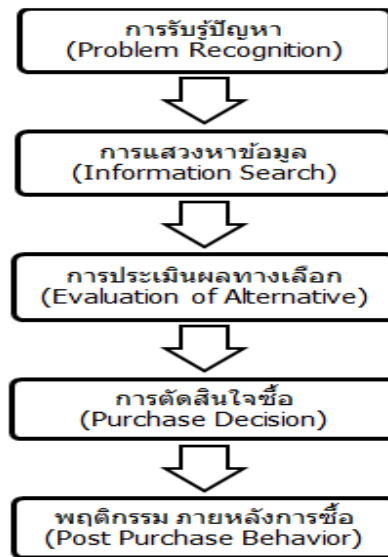 การรับรู้ปัญหา
(Problem Recognition)
การแสวงหาข้อมูล
(Information Search)
การประเมินผลทางเลือก
(Evaluation of Alternative)
การตัดสินใจซื้อ
(Purchase Decision)
พฤติกรรม ภายหลังการซื้อ
(Post Purchase Behavior)